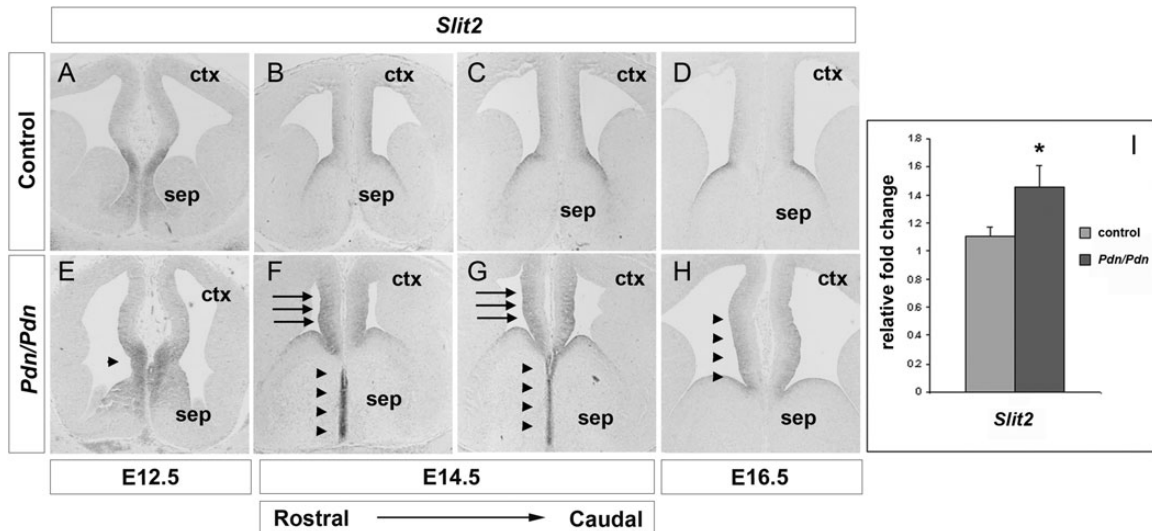 Slit2
Control
A
ctx
sep
B
ctx
sep
C
ctx
sep
D
ctx
sep
Pdn/Pdn
E
ctx
sep
F
ctx
sep
G
ctx
sep
H
ctx
sep
E12.5
E14.5
E16.5
Rostral
Caudal
I
relative fold change
1.8
1.6
1.4
1.2
1
0.8
0.6
0.4
0.2
0
*
control
Pdn/Pdn
Slit2